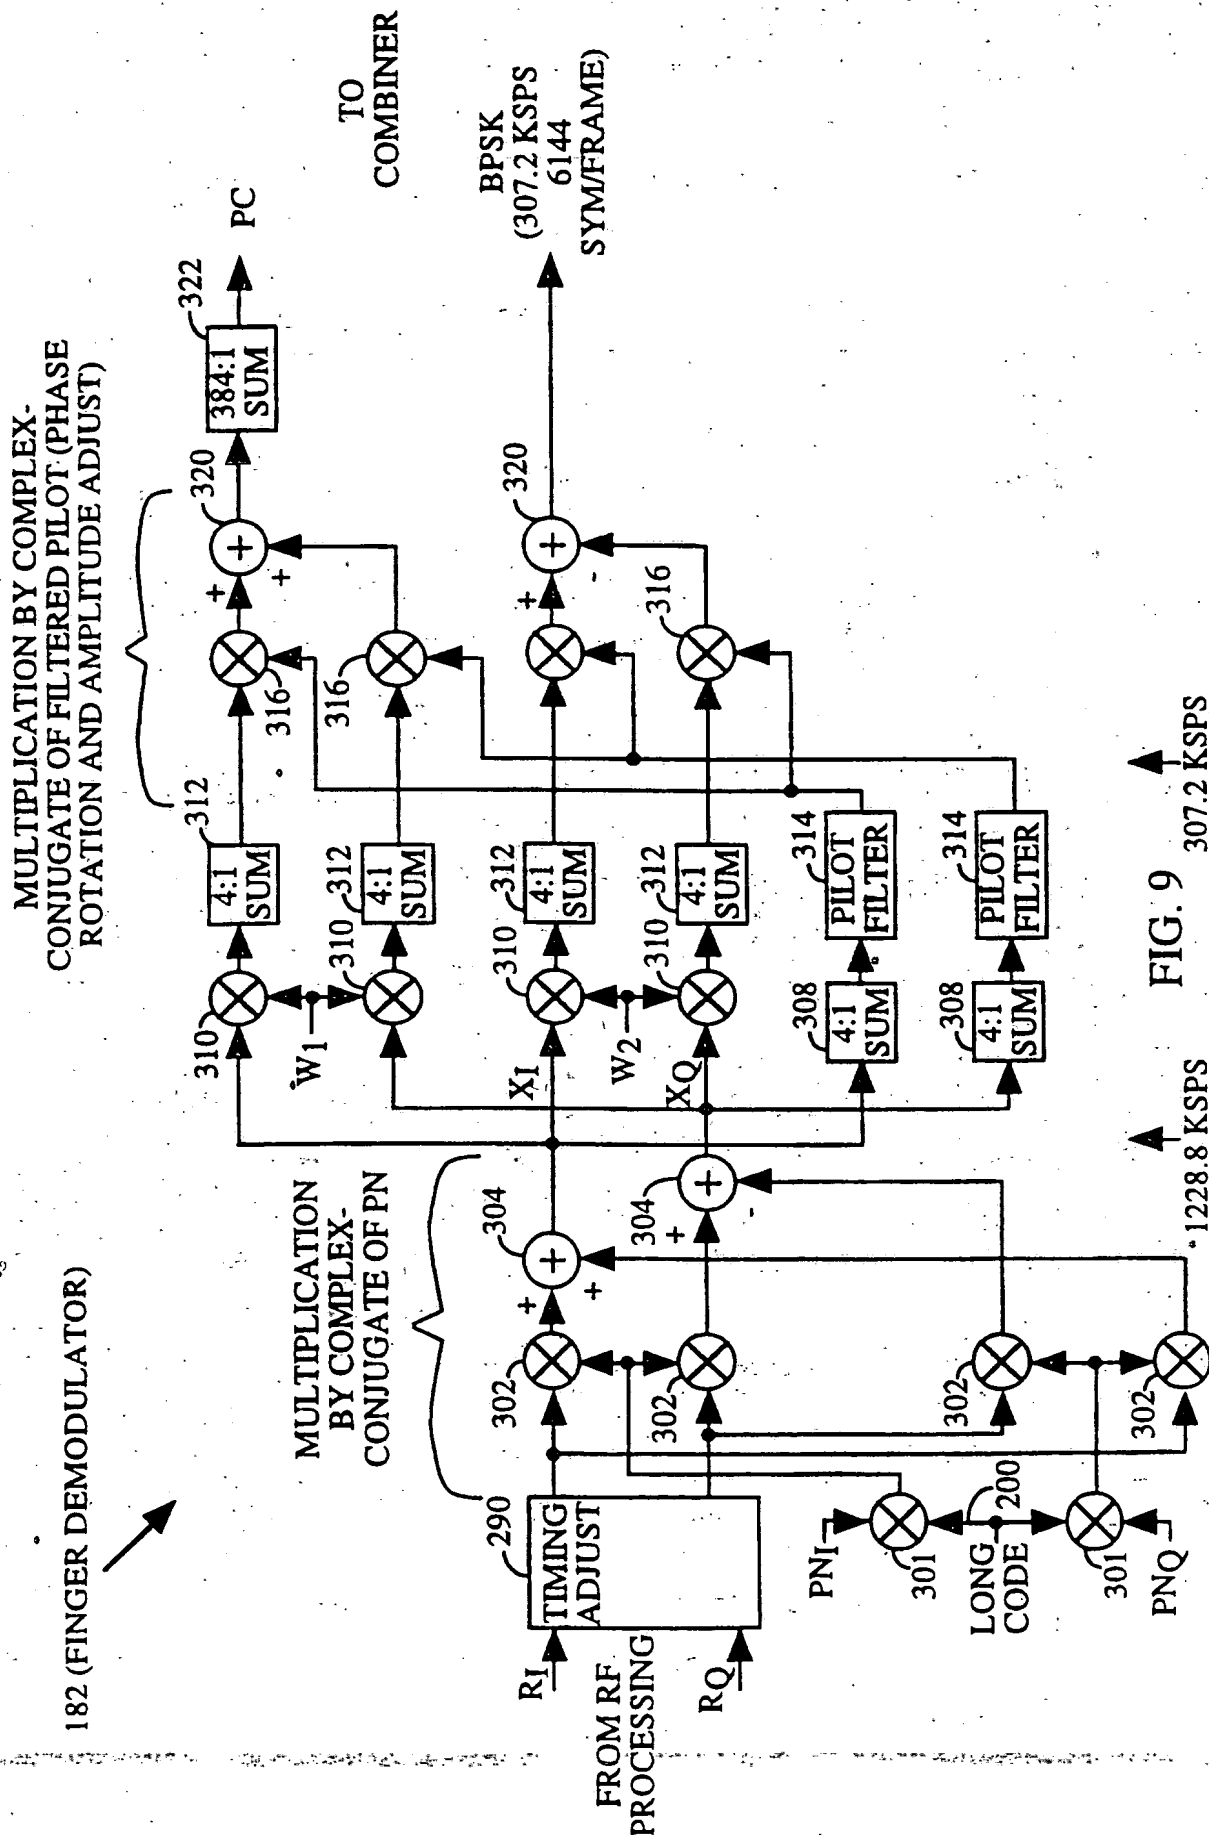 182 (FINGER DEMODULATOR)
MULTIPLICATION BY COMPLEX-
CONJUGATE OF FILTERED PILOT (PHASE
ROTATION AND AMPLITUDE ADJUST)
MULTIPLICATION
BY COMPLEX-
CONJUGATE OF PN
FROM RF
PROCESSING
RI
RQ
290
TIMING
ADJUST
PNI
301
LONG
CODE
200
301
PNQ
302
302
302
302
+
+
+
304
+
-
+
304
XI
XQ
W1
W2
310
310
310
310
4:1
SUM
312
4:1
SUM
312
4:1
SUM
312
4:1
SUM
312
308
4:1
SUM
308
4:1
SUM
314
PILOT
FILTER
314
PILOT
FILTER
316
316
316
+
+
+
320
+
-
+
320
384:1
SUM
322
PC
TO
COMBINER
BPSK
(307.2 KSPS
6144
SYM/FRAME)
1228.8 KSPS
307.2 KSPS
FIG. 9